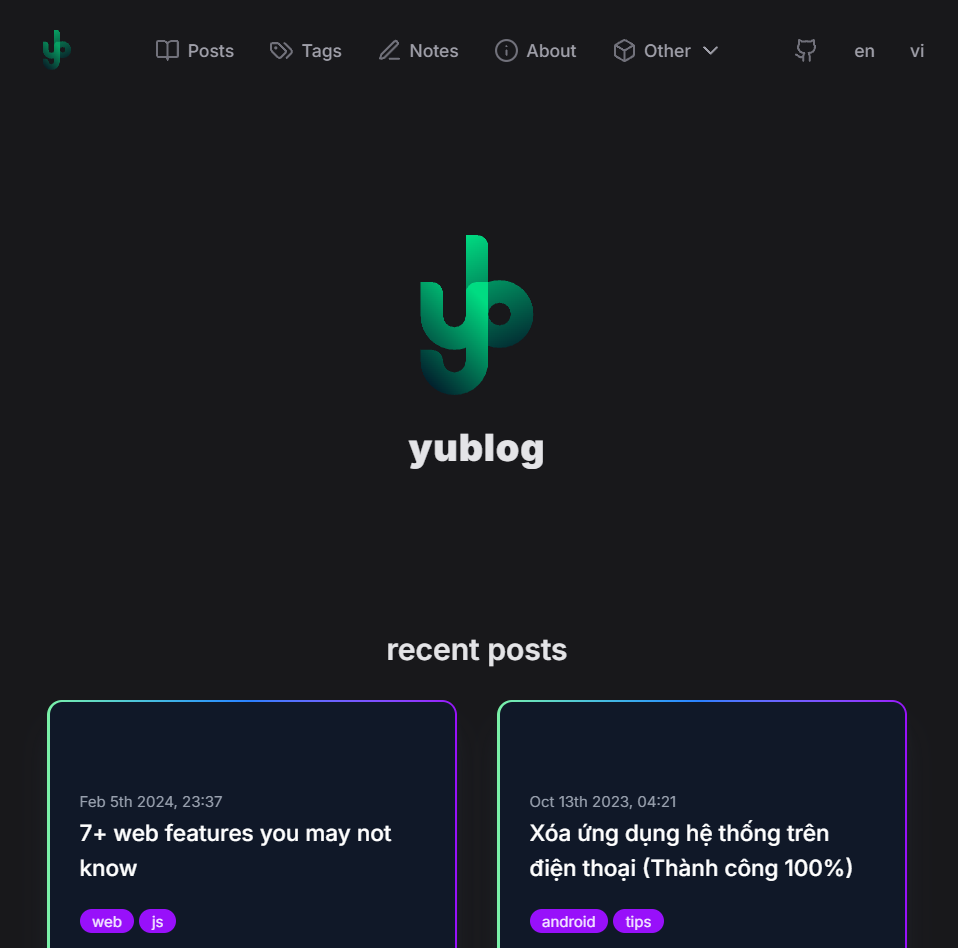 Posts Tags Notes About Other en vi
yublog
recent posts
Feb 5th 2024, 23:37
7+ web features you may not
know
web js
Oct 13th 2023, 04:21
Xóa ứng dụng hệ thống trên
điện thoại (Thành công 100%)
android tips